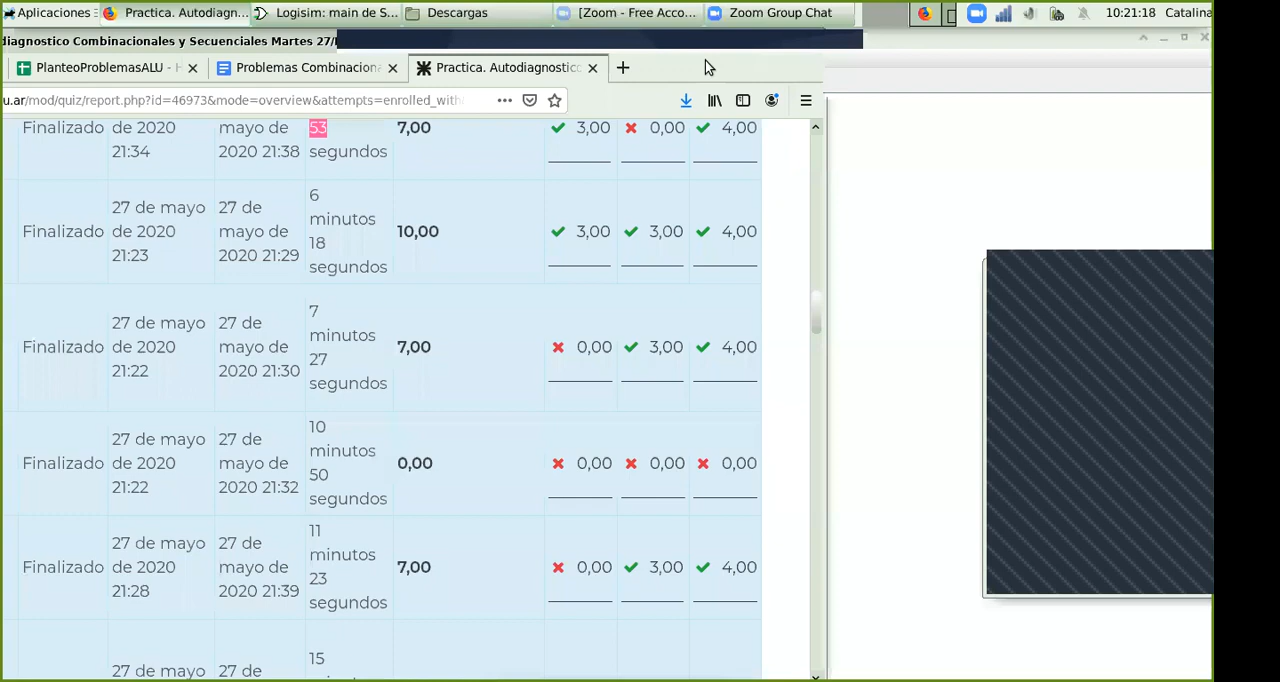 Aplicaciones Practica. Autodiagn... Logisim: main de S... Descargas [Zoom - Free Acco... Zoom Group Chat 10:21:18 Catalina
diagnostico Combinacionales y Secuenciales Martes 27/
PlanteoProblemasALU - Problemas Combinaciona Practica. Autodiagnostic
u.ar/mod/quiz/report.php?id=46973&mode=overview&attempts=enrolled_with
Finalizado de 2020 21:34 mayo de 2020 21:38 53 segundos 7,00 3,00 0,00 4,00
Finalizado 27 de mayo de 2020 21:23 27 de mayo de 2020 21:29 6 minutos 18 segundos 10,00 3,00 3,00 4,00
Finalizado 27 de mayo de 2020 21:22 27 de mayo de 2020 21:30 7 minutos 27 segundos 7,00 0,00 3,00 4,00
Finalizado 27 de mayo de 2020 21:22 27 de mayo de 2020 21:32 10 minutos 50 segundos 0,00 0,00 0,00 0,00
Finalizado 27 de mayo de 2020 21:28 27 de mayo de 2020 21:39 11 minutos 23 segundos 7,00 0,00 3,00 4,00
27 de mayo 27 de 15